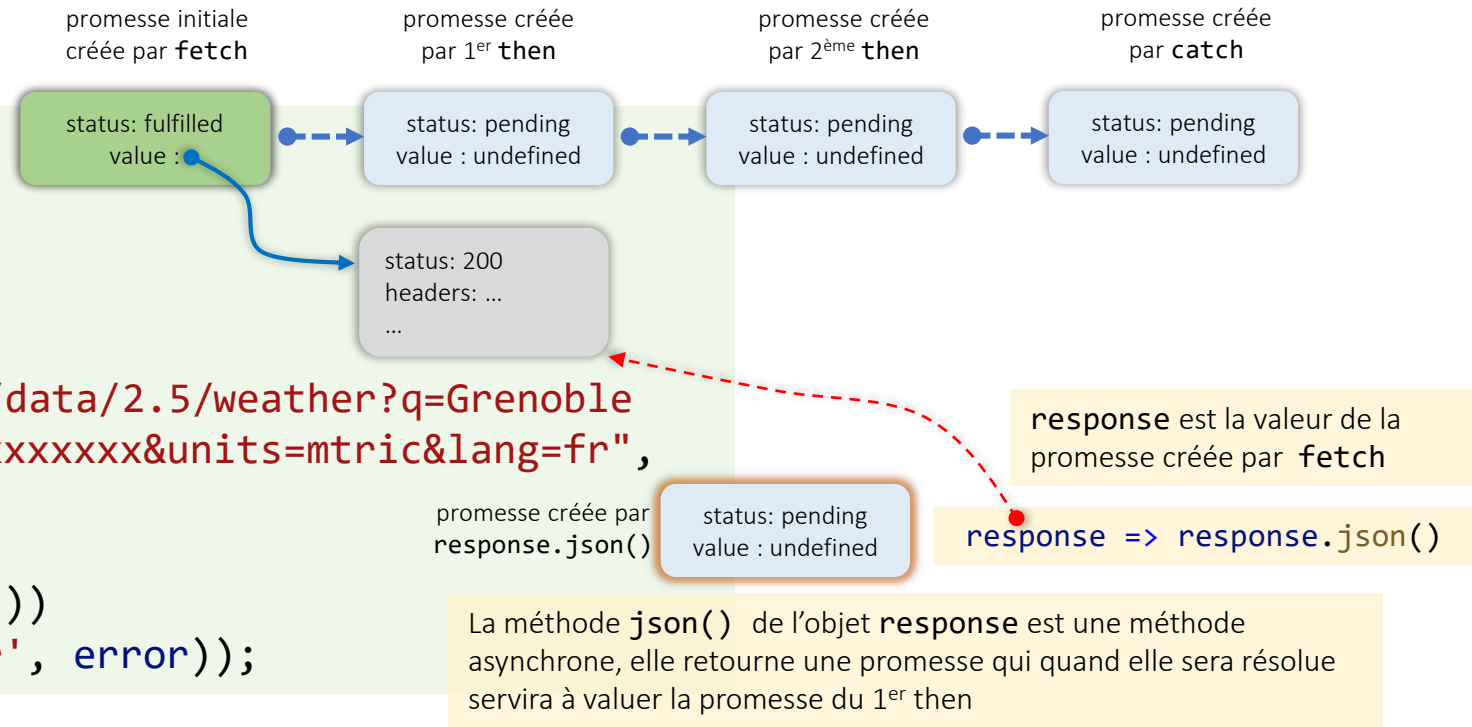 promesse initiale
créée par fetch
promesse créée
par 1er then
promesse créée
par 2ème then
promesse créée
par catch
status: fulfilled
value :
status: pending
value : undefined
status: pending
value : undefined
status: pending
value : undefined
status: 200
headers: ...
...
/data/2.5/weather?q=Grenoble
xxxxxxx&units=mtric&lang=fr",
response est la valeur de la
promesse créée par fetch
promesse créée par
response.json()
status: pending
value : undefined
response => response.json()
))
', error));
La méthode json() de l’objet response est une méthode
asynchrone, elle retourne une promesse qui quand elle sera résolue
servira à valuer la promesse du 1er then